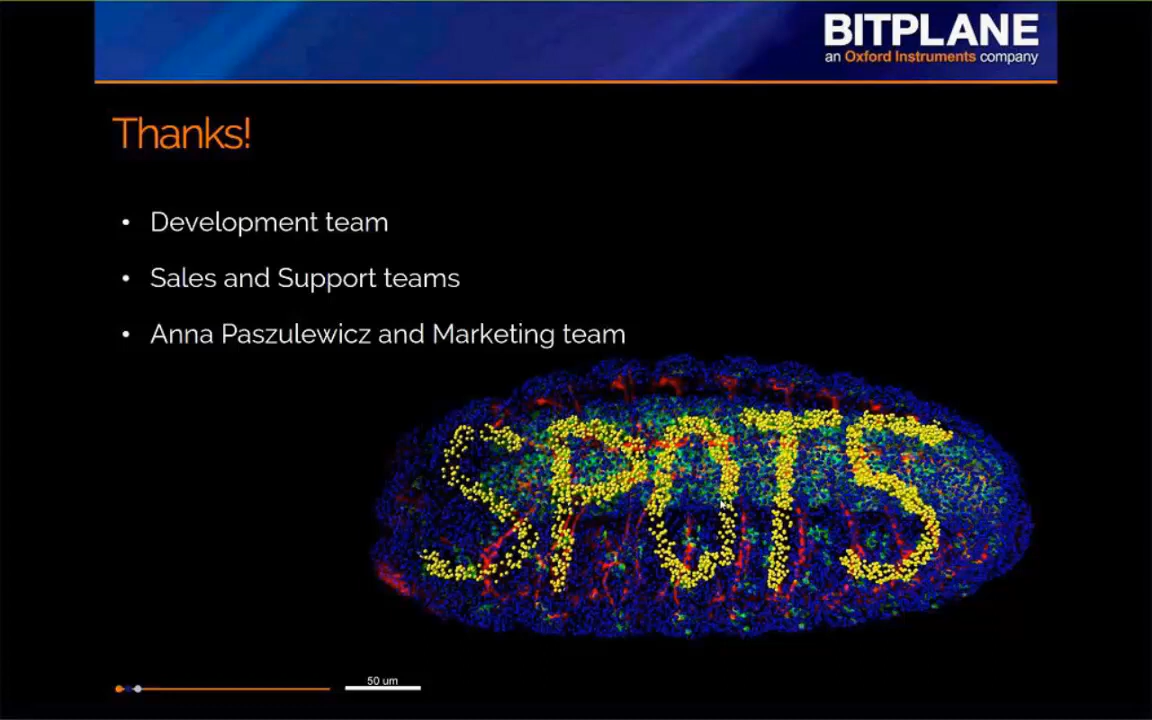 BITPLANE
an Oxford Instruments company
Thanks!
• Development team
• Sales and Support teams
• Anna Paszulewicz and Marketing team
SPOTS
50 um